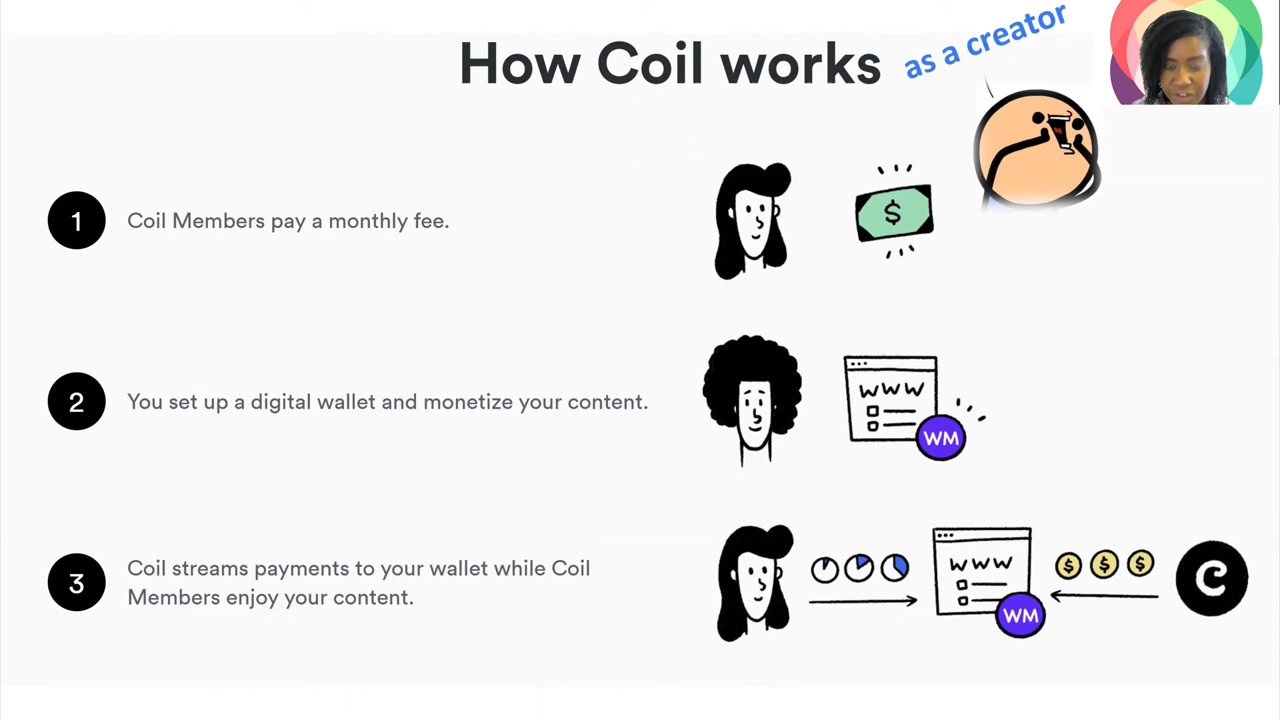 How Coil works as a creator
1
Coil Members pay a monthly fee.
$
2
You set up a digital wallet and monetize your content.
WWW
WM
3
Coil streams payments to your wallet while Coil
Members enjoy your content.
WWW
WM
$ $ $
C